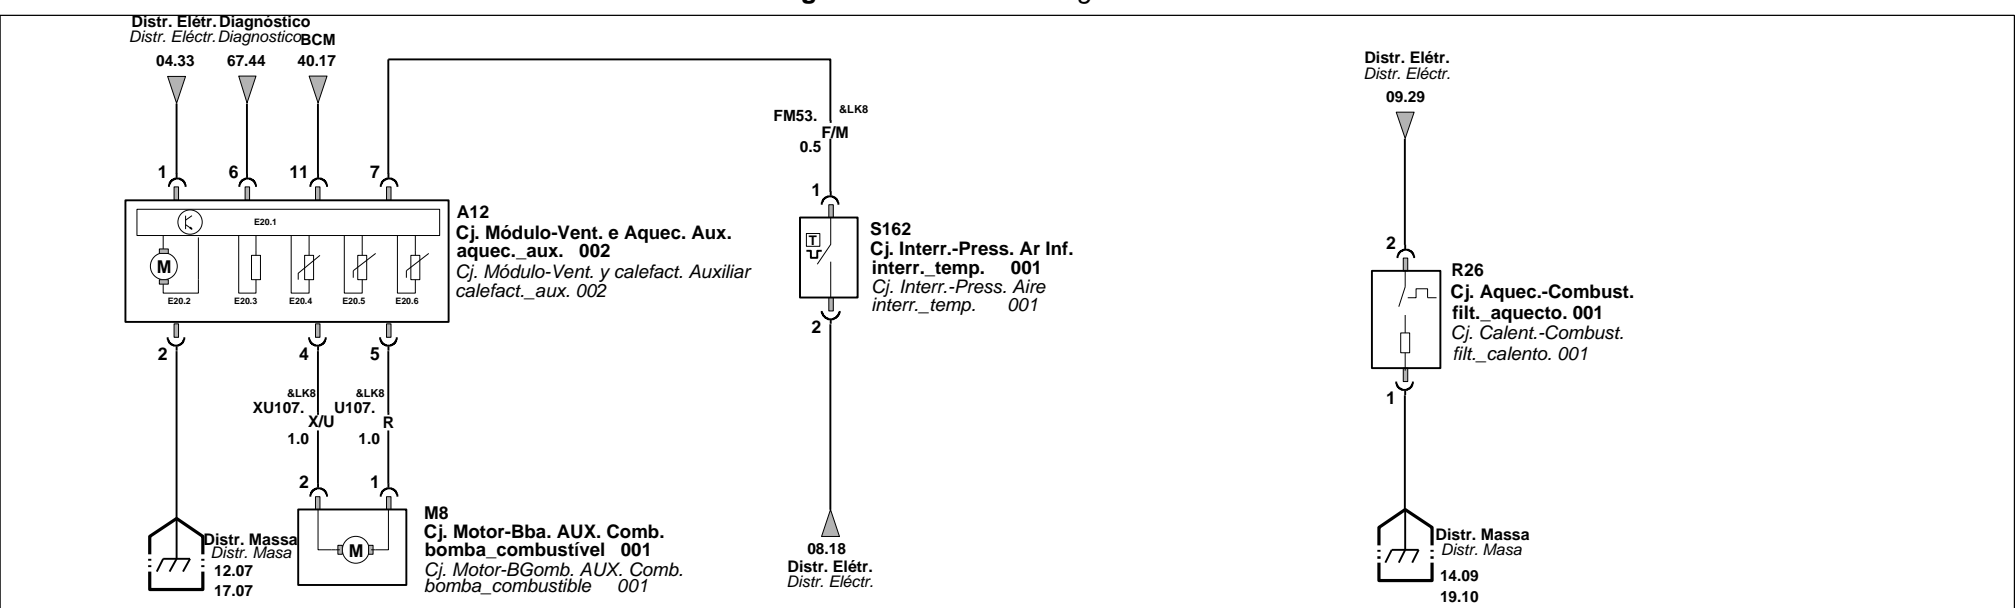 Distr. Elétr. Diagnóstico
Distr. Eléctr. Diagnostico BCM
04.33 67.44 40.17
1 6 11 7
E20.1
M
E20.2 E20.3 E20.4 E20.5 E20.6
A12
Cj. Módulo-Vent. e Aquec. Aux.
aquec._aux. 002
Cj. Módulo-Vent. y calefact. Auxiliar
calefact._aux. 002
2 4 5
&LK8 &LK8
XU107. U107.
X/U R
1.0 1.0
2 1
M
M8
Cj. Motor-Bba. AUX. Comb.
bomba_combustível 001
Cj. Motor-BGomb. AUX. Comb.
bomba_combustible 001
Distr. Massa
Distr. Masa
12.07
17.07
&LK8
FM53.
F/M
0.5
1
T
S162
Cj. Interr.-Press. Ar Inf.
interr._temp. 001
Cj. Interr.-Press. Aire
interr._temp. 001
2
08.18
Distr. Elétr.
Distr. Eléctr.
Distr. Elétr.
Distr. Eléctr.
09.29
2
R26
Cj. Aquec.-Combust.
filt._aquecto. 001
Cj. Calent.-Combust.
filt._calento. 001
1
Distr. Massa
Distr. Masa
14.09
19.10